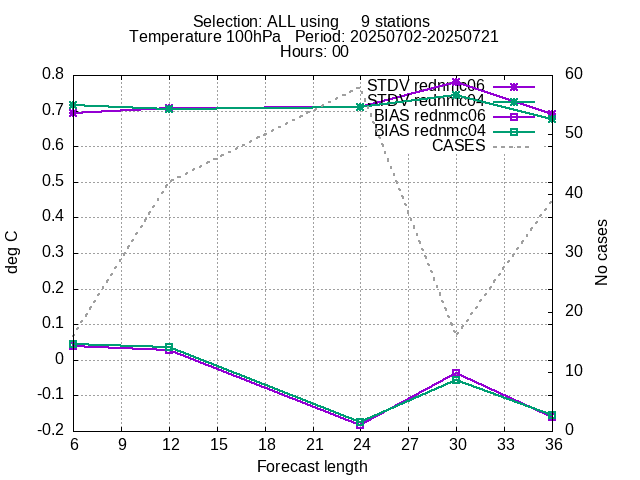 Selection: ALL using 9 stations
Temperature 100hPa Period: 20250702-20250721
Hours: 00
STDV rednmc06
STDV rednmc04
BIAS rednmc06
BIAS rednmc04
CASES
0.8
0.7
0.6
0.5
0.4
0.3
0.2
0.1
0
-0.1
-0.2
deg C
60
50
40
30
20
10
0
No cases
6 9 12 15 18 21 24 27 30 33 36
Forecast length